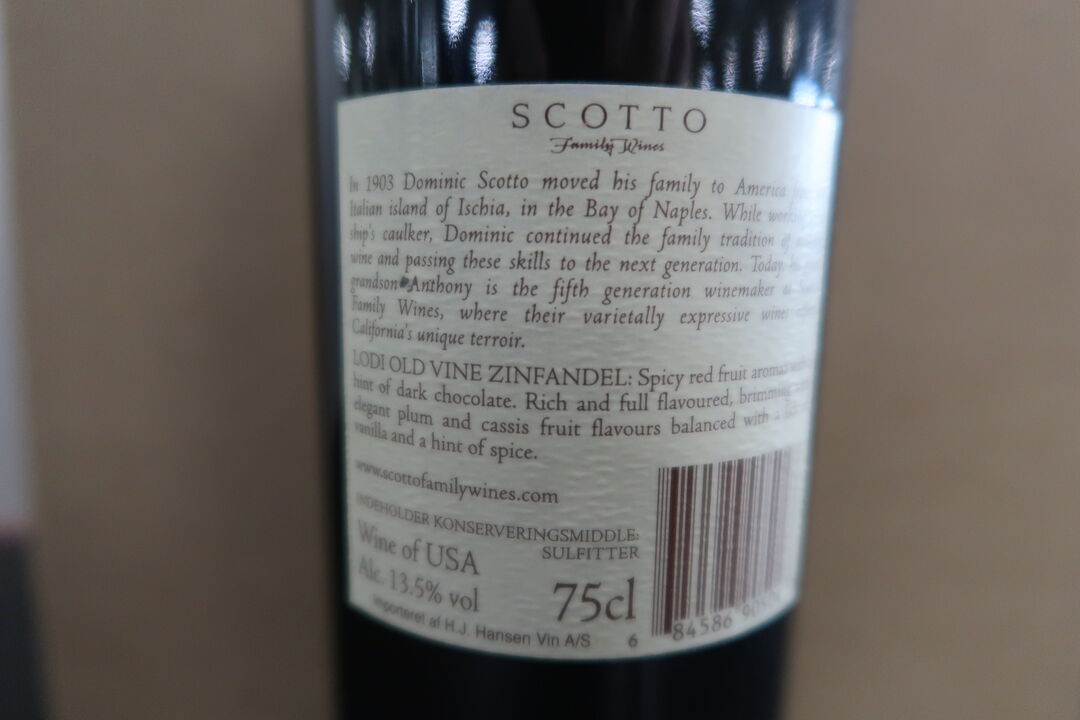 SCOTTO
Family Wines
In 1903 Dominic Scotto moved his family to America
Italian island of Ischia, in the Bay of Naples. While
ship's caulker, Dominic continued the family tradition
wine and passing these skills to the next generation. Today
grandson Anthony is the fifth generation winemaker
Family Wines, where their varietally expressive wines
California's unique terroir.
LODI OLD VINE ZINFANDEL: Spicy red fruit aromas
hint of dark chocolate. Rich and full flavoured, brimming
elegant plum and cassis fruit flavours balanced with a
vanilla and a hint of spice.
www.scottofamilywines.com
INDEHOLDER KONSERVERINGSMIDDLE:
SULFITTER
Wine of USA
Alc. 13.5% vol
75cl
Importeret af H.J. Hansen Vin A/S
6 84586